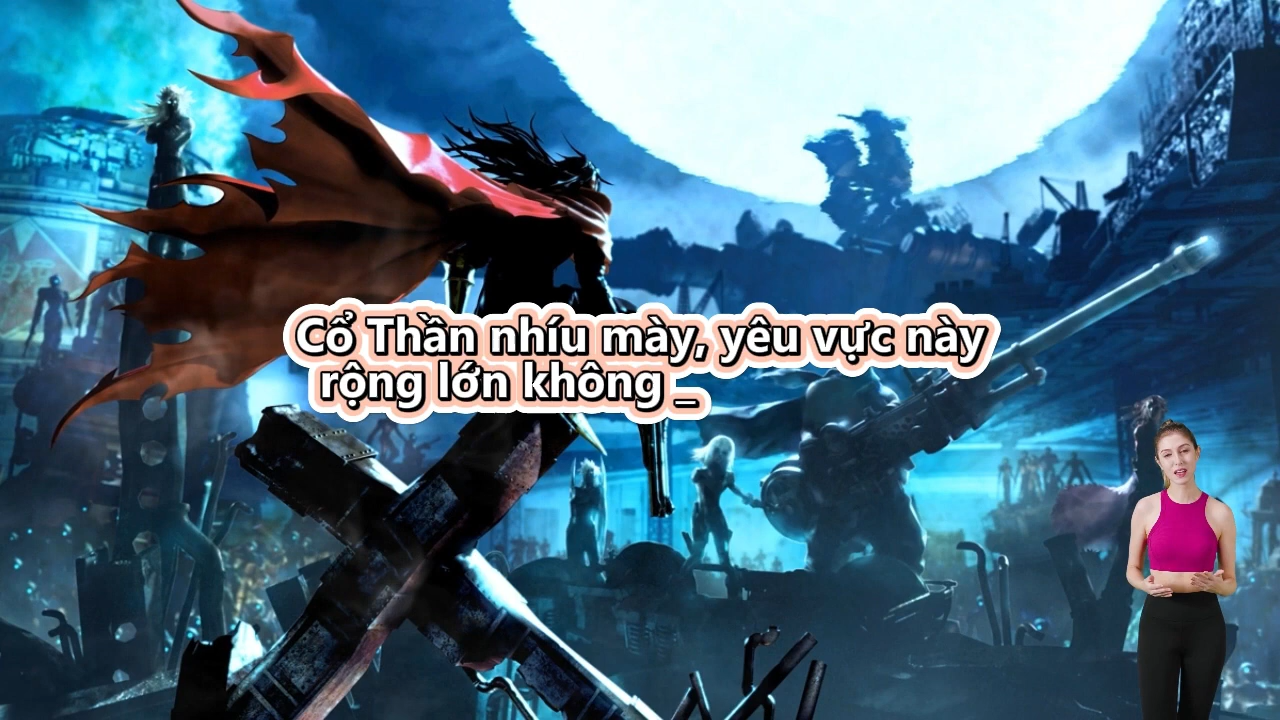 Cổ Thần nhíu mày, yêu vực này
rộng lớn không _